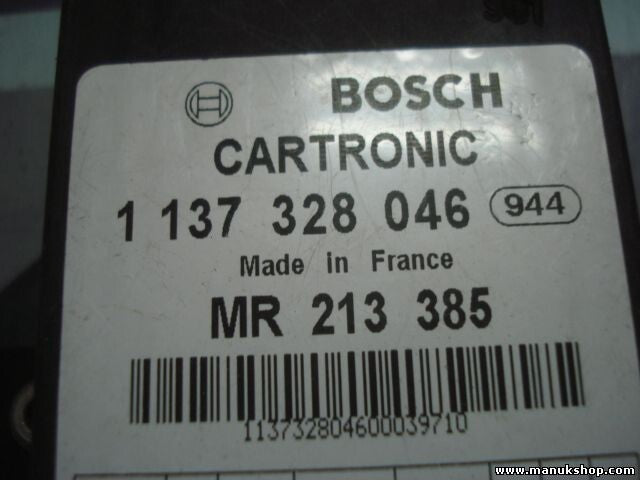 BOSCH
CARTRONIC
1 137 328 046 944
Made in France
MR 213 385
113732804600039710
www.manukshop.com